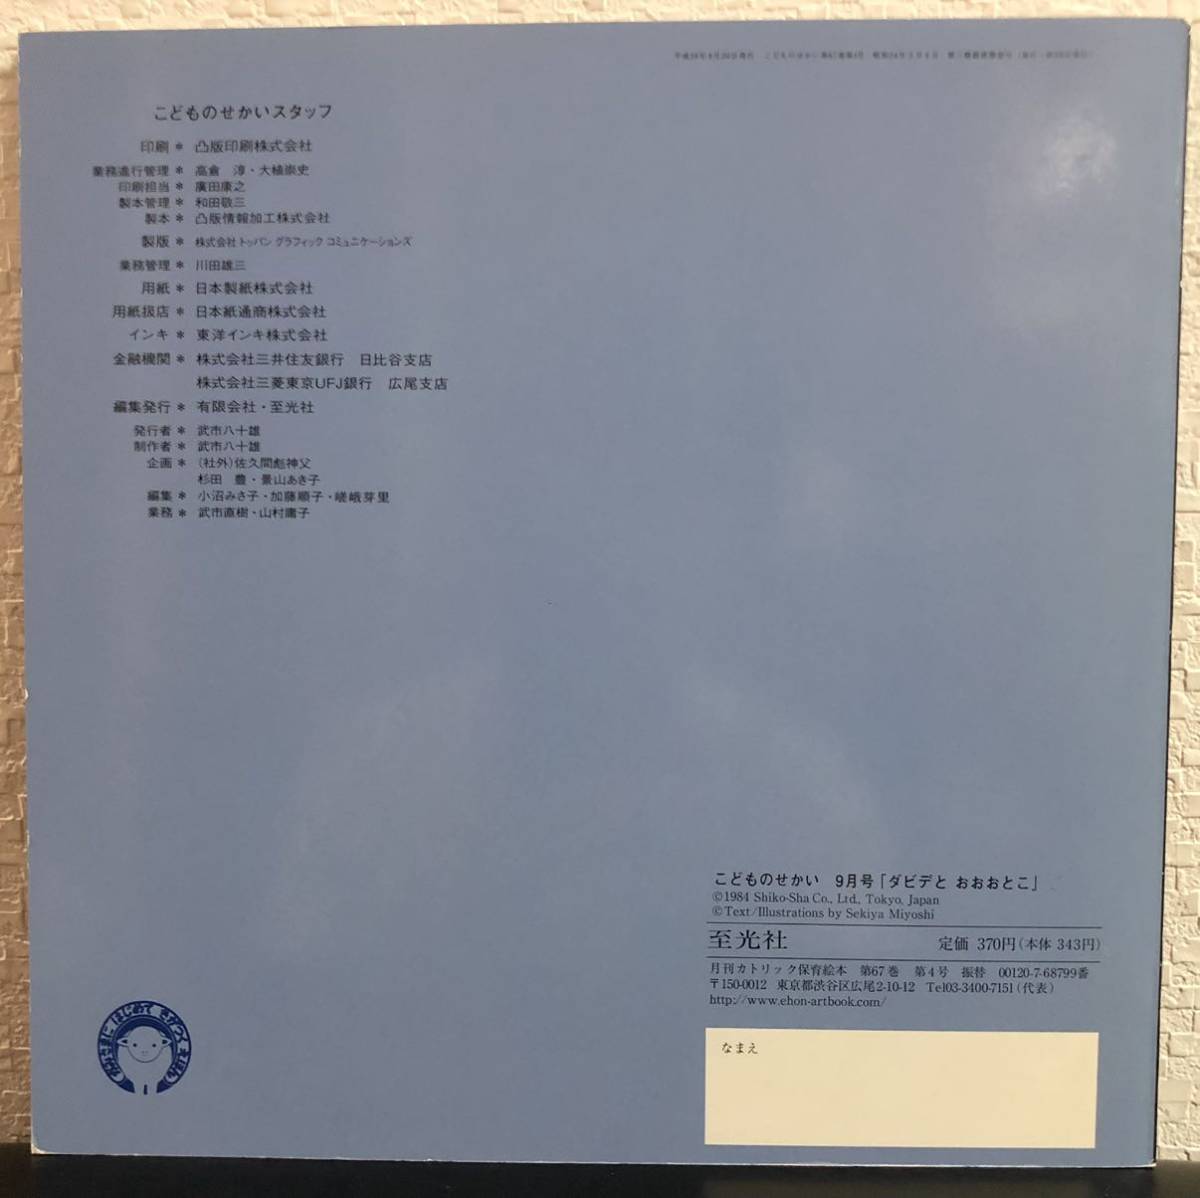 こどものせかいスタッフ
印刷＊ 凸版印刷株式会社
業務進行管理＊ 高倉　淳・大植崇史
印刷担当＊ 廣田康之
製本管理＊ 和田敬三
製本＊ 凸版情報加工株式会社
製版＊ 株式会社 トッパン グラフィック コミュニケーションズ
業務管理＊ 川田雄三
用紙＊ 日本製紙株式会社
用紙扱店＊ 日本紙通商株式会社
インキ＊ 東洋インキ株式会社
金融機関＊ 株式会社三井住友銀行　日比谷支店
株式会社三菱東京UFJ銀行　広尾支店
編集発行＊ 有限会社・至光社
発行者＊ 武市八十雄
制作者＊ 武市八十雄
企画＊ （社外）佐久間彪神父
杉田　豊・景山あき子
編集＊ 小沼みさ子・加藤順子・嵯峨芽里
業務＊ 武市直樹・山村庸子
こどものせかい　9月号「ダビデと おおおとこ」
©1984 Shiko-Sha Co., Ltd., Tokyo, Japan
©Text/Illustrations by Sekiya Miyoshi
至光社　定価 370円（本体 343円）
月刊カトリック保育絵本　第67巻　第4号　振替　00120-7-68799番
〒150-0012　東京都渋谷区広尾2-10-12　Tel03-3400-7151（代表）
http://www.ehon-artbook.com/
なまえ